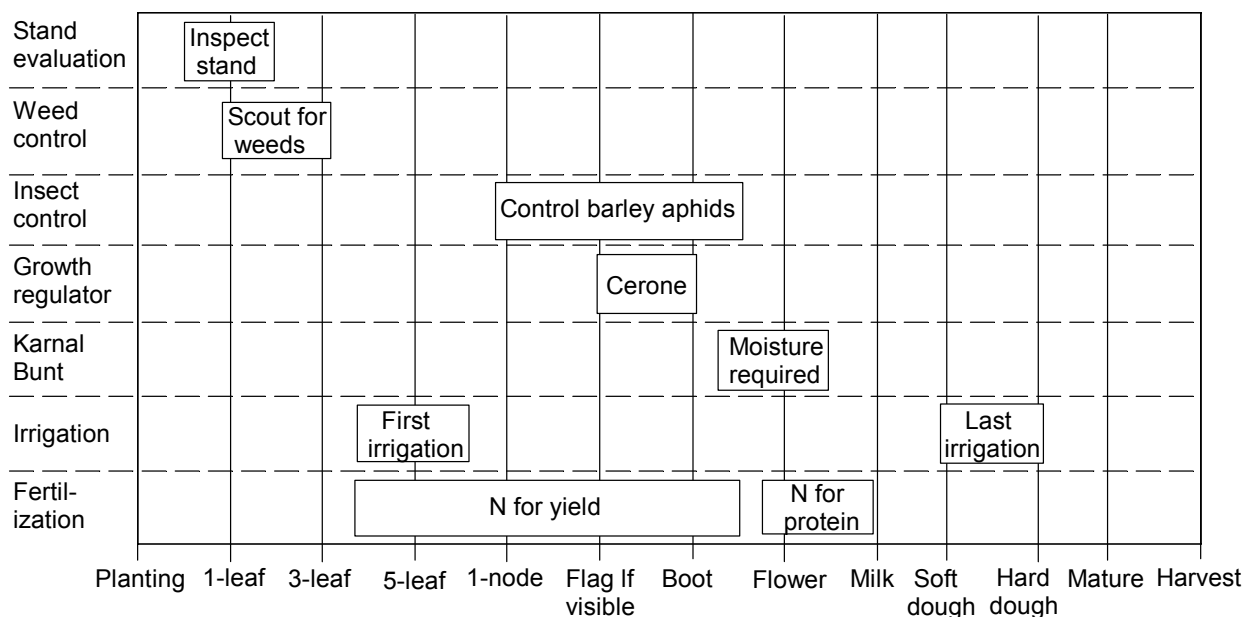 Stand
evaluation
Inspect
stand
Weed
control
Scout for
weeds
Insect
control
Control barley aphids
Growth
regulator
Cerone
Karnal
Bunt
Moisture
required
Irrigation
First
irrigation
Last
irrigation
Fertil-
ization
N for yield
N for
protein
Planting
1-leaf
3-leaf
5-leaf
1-node
Flag lf
visible
Boot
Flower
Milk
Soft
dough
Hard
dough
Mature
Harvest